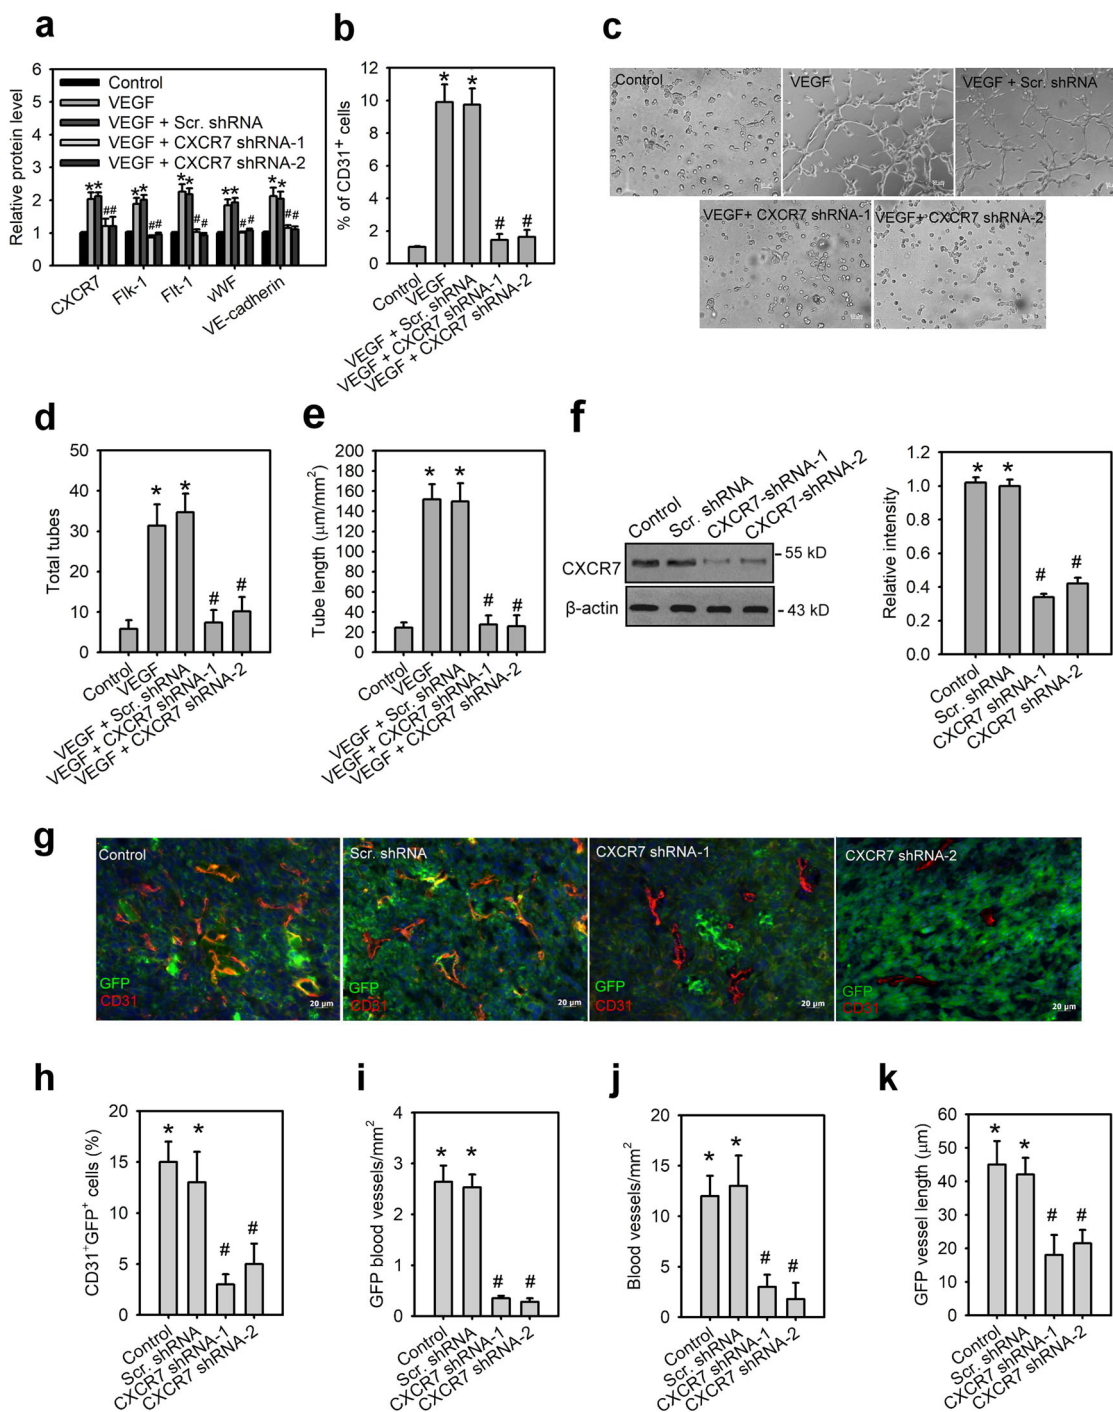 a
Relative protein level
6
5
4
3
2
1
0
Control
VEGF
VEGF + Scr. shRNA
VEGF + CXCR7 shRNA-1
VEGF + CXCR7 shRNA-2
** ** ** ** **
## ## ## ## ##
CXCR7
Flk-1
Flt-1
vWF
VE-cadherin
b
% of CD31+ cells
12
10
8
6
4
2
0
* *
# #
Control
VEGF
VEGF + Scr. shRNA
VEGF + CXCR7 shRNA-1
VEGF + CXCR7 shRNA-2
c
Control
VEGF
VEGF + Scr. shRNA
VEGF+ CXCR7 shRNA-1
VEGF+ CXCR7 shRNA-2
d
Total tubes
50
40
30
20
10
0
* *
# #
Control
VEGF
VEGF + Scr. shRNA
VEGF + CXCR7 shRNA-1
VEGF + CXCR7 shRNA-2
e
Tube length (μm/mm²)
200
180
160
140
120
100
80
60
40
20
0
* *
# #
Control
VEGF
VEGF + Scr. shRNA
VEGF + CXCR7 shRNA-1
VEGF + CXCR7 shRNA-2
f
Control
Scr. shRNA
CXCR7-shRNA-1
CXCR7-shRNA-2
CXCR7
- 55 kD
β-actin
- 43 kD
Relative intensity
1.2
1.0
0.8
0.6
0.4
0.2
0.0
* *
# #
Control
Scr. shRNA
CXCR7 shRNA-1
CXCR7 shRNA-2
g
Control
GFP
CD31
20 μm
Scr. shRNA
GFP
CD31
20 μm
CXCR7 shRNA-1
GFP
CD31
20 μm
CXCR7 shRNA-2
GFP
CD31
20 μm
h
CD31+GFP+ cells (%)
20
15
10
5
0
* *
# #
Control
Scr. shRNA
CXCR7 shRNA-1
CXCR7 shRNA-2
i
GFP blood vessels/mm²
4
3
2
1
0
* *
# #
Control
Scr. shRNA
CXCR7 shRNA-1
CXCR7 shRNA-2
j
Blood vessels/mm²
20
15
10
5
0
* *
# #
Control
Scr. shRNA
CXCR7 shRNA-1
CXCR7 shRNA-2
k
GFP vessel length (μm)
60
50
40
30
20
10
0
* *
# #
Control
Scr. shRNA
CXCR7 shRNA-1
CXCR7 shRNA-2